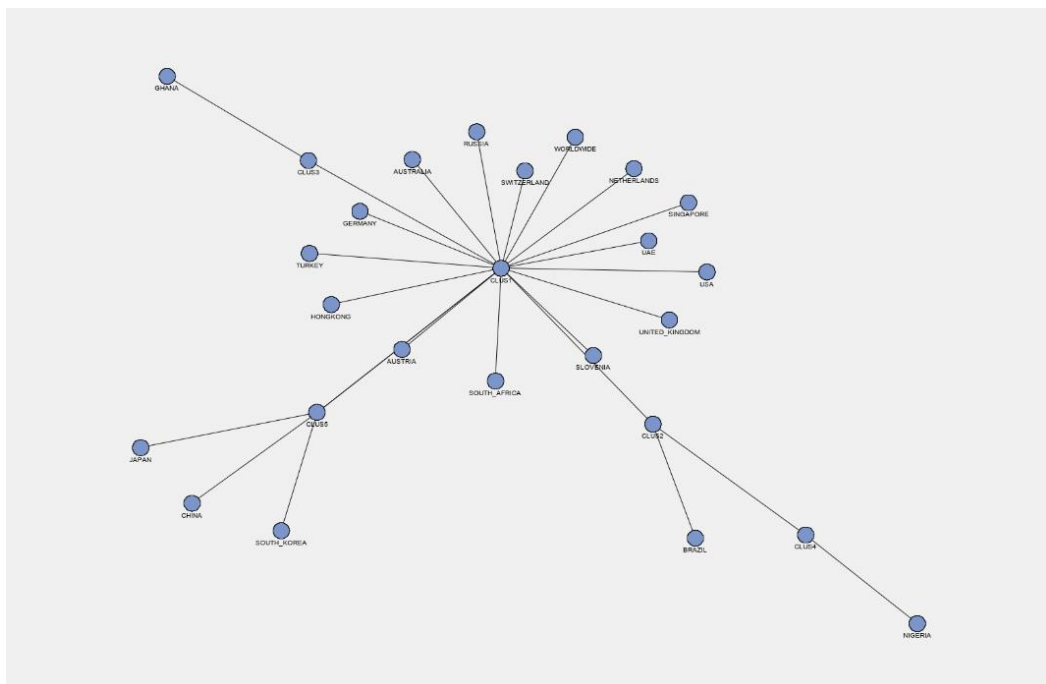 GHANA
RUSSIA
WORLDWIDE
CLUS3
AUSTRALIA
SWITZERLAND
NETHERLANDS
SINGAPORE
GERMANY
UAE
TURKEY
CLUS1
USA
HONGKONG
UNITED_KINGDOM
AUSTRIA
SLOVENIA
SOUTH_AFRICA
CLUS5
CLUS2
JAPAN
CHINA
SOUTH_KOREA
BRAZIL
CLUS4
NIGERIA